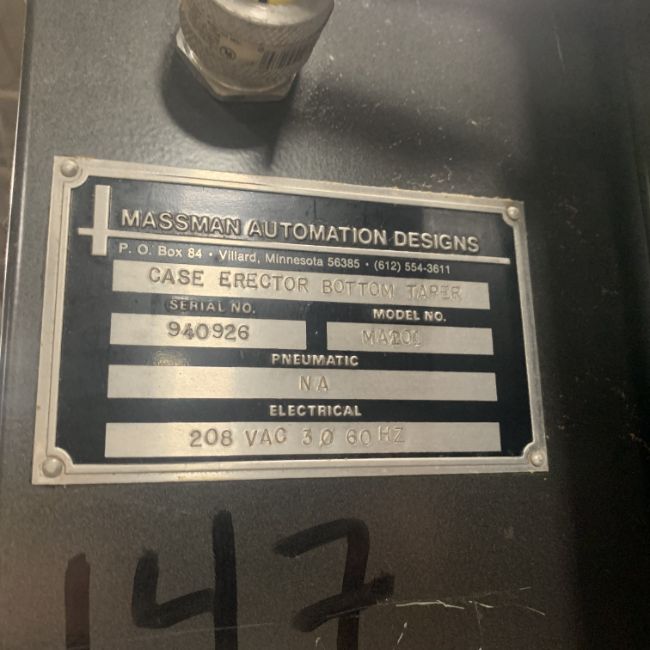 MASSMAN AUTOMATION DESIGNS
P. O. Box 84 • Villard, Minnesota 56385 • (612) 554-3611
CASE ERECTOR BOTTOM TAPER
SERIAL NO. MODEL NO.
940926
PNEUMATIC
NA
ELECTRICAL
208 VAC 3Ø 60 HZ
147